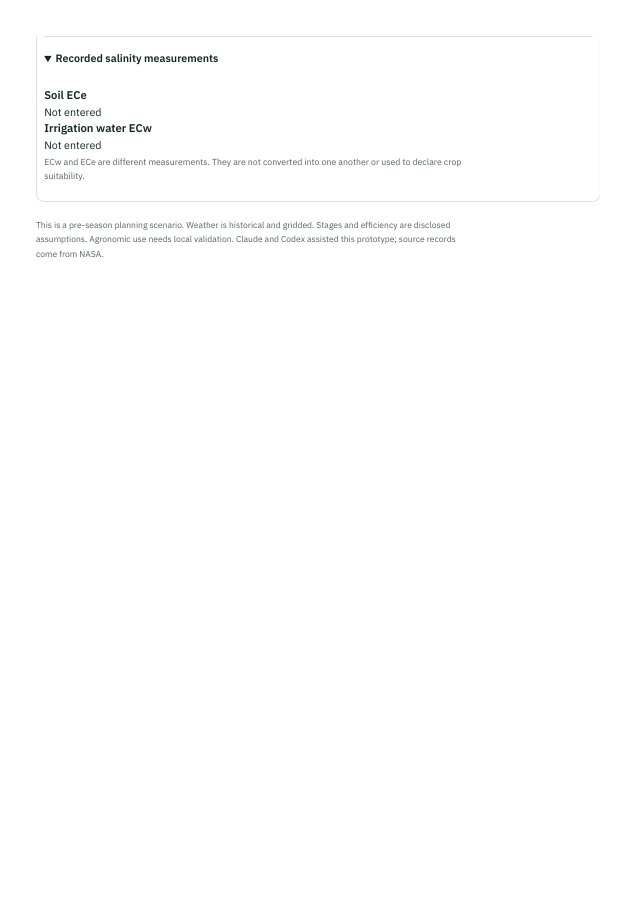 ▼ Recorded salinity measurements
Soil ECe
Not entered
Irrigation water ECw
Not entered
ECw and ECe are different measurements. They are not converted into one another or used to declare crop
suitability.
This is a pre-season planning scenario. Weather is historical and gridded. Stages and efficiency are disclosed
assumptions. Agronomic use needs local validation. Claude and Codex assisted this prototype; source records
come from NASA.